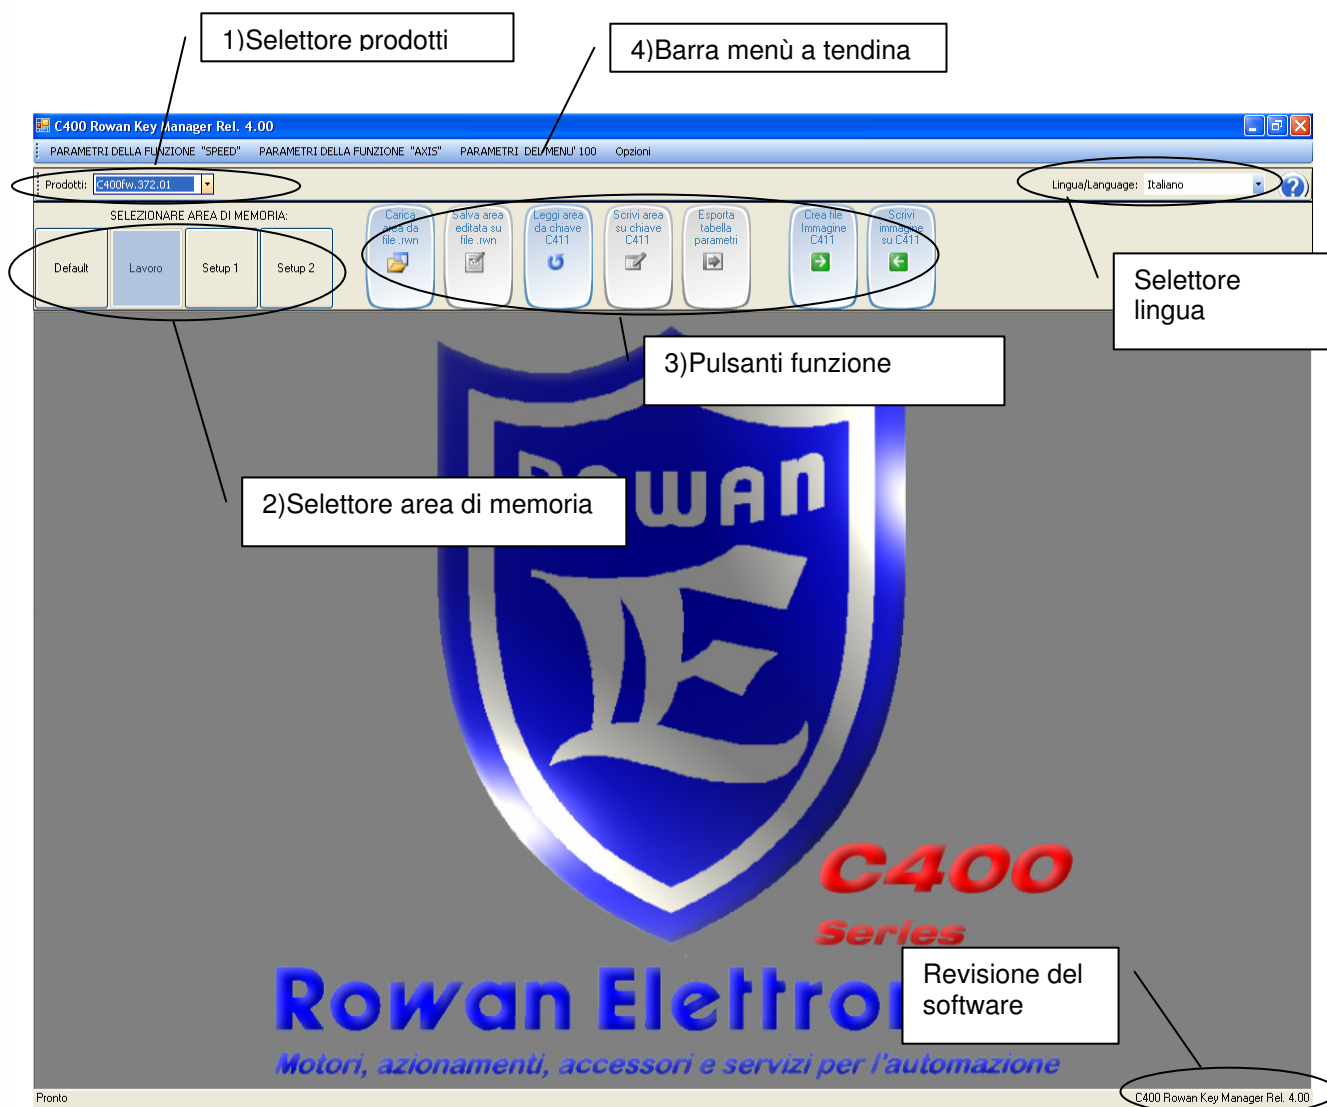 1)Selettore prodotti
4)Barra menù a tendina
C400 Rowan Key Manager Rel. 4.00
PARAMETRI DELLA FUNZIONE "SPEED" PARAMETRI DELLA FUNZIONE "AXIS" PARAMETRI DEL MENU' 100 Opzioni
Prodotti: C400fw.372.01
Lingua/Language: Italiano
SELEZIONARE AREA DI MEMORIA:
Default
Lavoro
Setup 1
Setup 2
Carica
area da
file .rwn
Salva area
editata su
file .rwn
Leggi area
da chiave
C411
Scrivi area
su chiave
C411
Esporta
tabella
parametri
Crea file
Immagine
C411
Scrivi
immagine
su C411
Selettore
lingua
3)Pulsanti funzione
ROWAN
2)Selettore area di memoria
E
C400
Series
Revisione del
software
Rowan Elettron
Motori, azionamenti, accessori e servizi per l'automazione
Pronto
C400 Rowan Key Manager Rel. 4.00